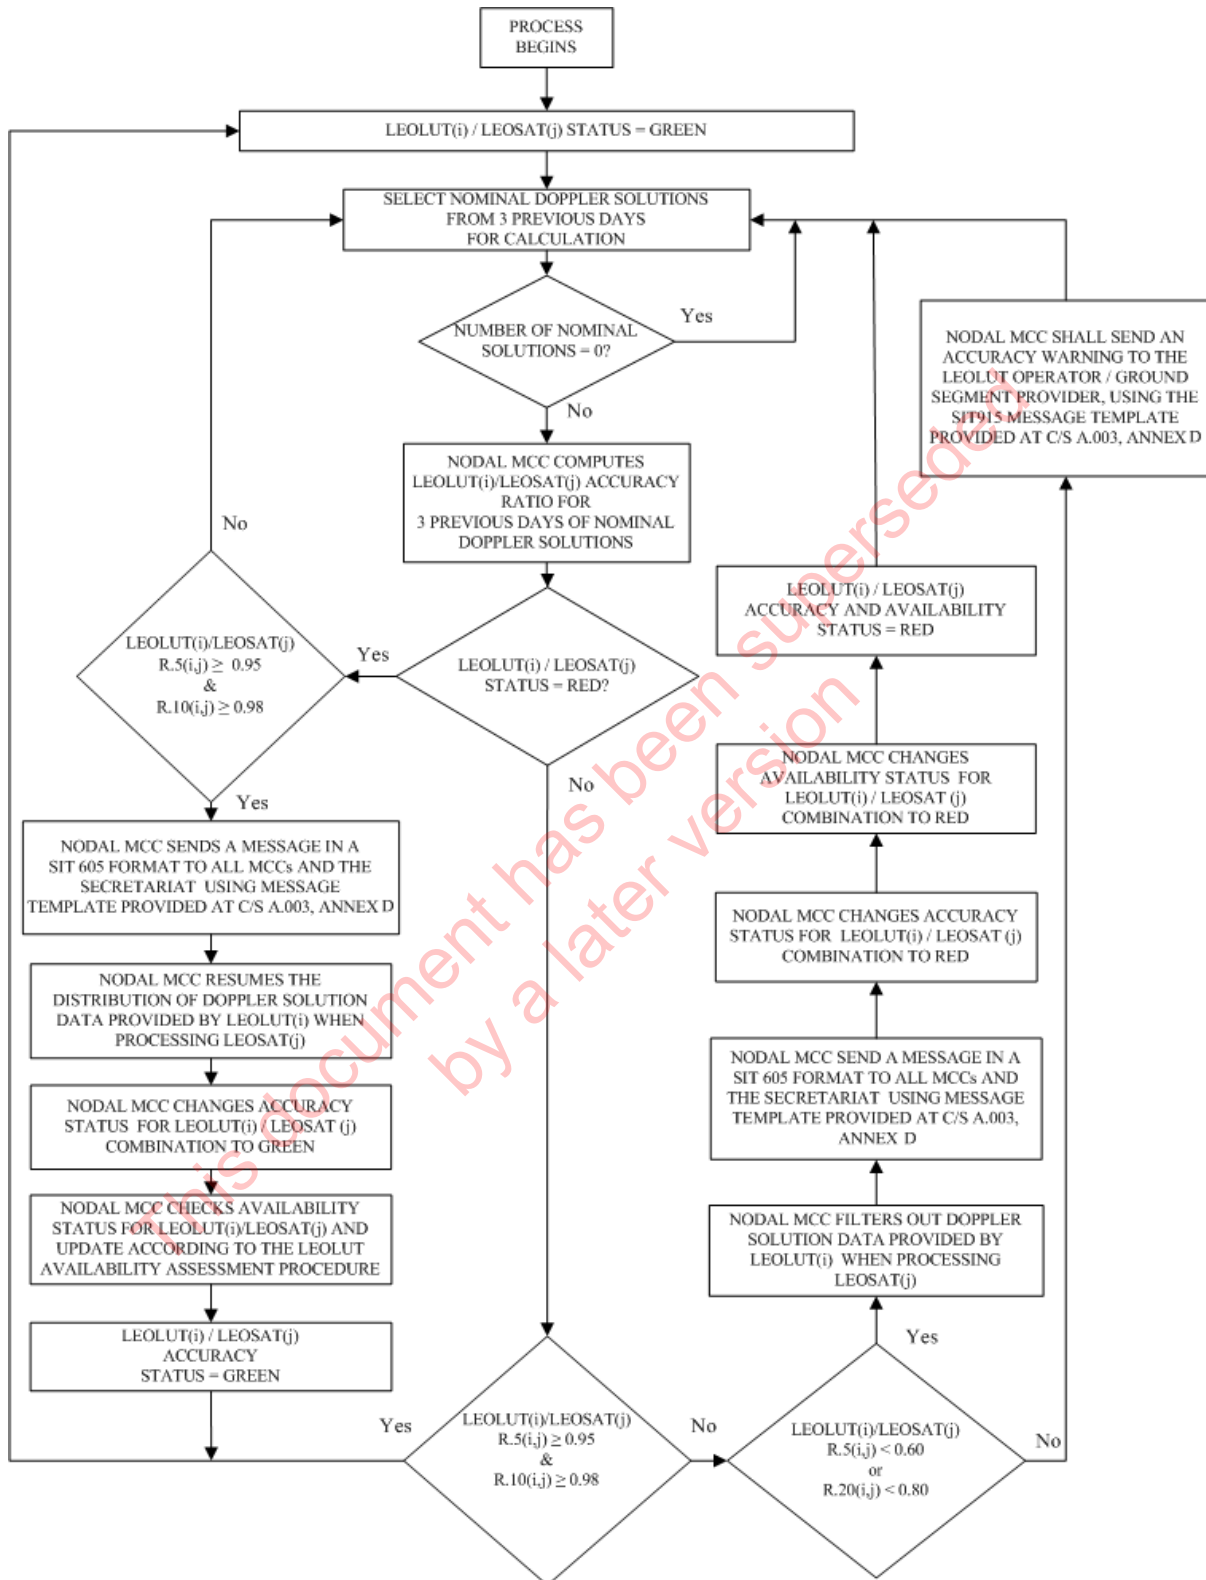 PROCESS
BEGINS
LEOLUT(i) / LEOSAT(j) STATUS = GREEN
SELECT NOMINAL DOPPLER SOLUTIONS
FROM 3 PREVIOUS DAYS
FOR CALCULATION
NUMBER OF NOMINAL
SOLUTIONS = 0?
Yes
No
NODAL MCC SHALL SEND AN
ACCURACY WARNING TO THE
LEOLUT OPERATOR / GROUND
SEGMENT PROVIDER, USING THE
SIT915 MESSAGE TEMPLATE
PROVIDED AT C/S A.003, ANNEX D
NODAL MCC COMPUTES
LEOLUT(i)/LEOSAT(j) ACCURACY
RATIO FOR
3 PREVIOUS DAYS OF NOMINAL
DOPPLER SOLUTIONS
No
LEOLUT(i)/LEOSAT(j)
R.5(i,j) ≥ 0.95
&
R.10(i,j) ≥ 0.98
Yes
LEOLUT(i) / LEOSAT(j)
STATUS = RED?
LEOLUT(i) / LEOSAT(j)
ACCURACY AND AVAILABILITY
STATUS = RED
No
Yes
NODAL MCC CHANGES
AVAILABILITY STATUS FOR
LEOLUT(i) / LEOSAT (j)
COMBINATION TO RED
NODAL MCC SENDS A MESSAGE IN A
SIT 605 FORMAT TO ALL MCCs AND THE
SECRETARIAT USING MESSAGE
TEMPLATE PROVIDED AT C/S A.003, ANNEX D
NODAL MCC CHANGES ACCURACY
STATUS FOR LEOLUT(i) / LEOSAT (j)
COMBINATION TO RED
NODAL MCC RESUMES THE
DISTRIBUTION OF DOPPLER SOLUTION
DATA PROVIDED BY LEOLUT(i) WHEN
PROCESSING LEOSAT(j)
NODAL MCC SEND A MESSAGE IN A
SIT 605 FORMAT TO ALL MCCs AND
THE SECRETARIAT USING MESSAGE
TEMPLATE PROVIDED AT C/S A.003,
ANNEX D
NODAL MCC CHANGES ACCURACY
STATUS FOR LEOLUT(i) / LEOSAT (j)
COMBINATION TO GREEN
NODAL MCC CHECKS AVAILABILITY
STATUS FOR LEOLUT(i)/LEOSAT(j) AND
UPDATE ACCORDING TO THE LEOLUT
AVAILABILITY ASSESSMENT PROCEDURE
NODAL MCC FILTERS OUT DOPPLER
SOLUTION DATA PROVIDED BY
LEOLUT(i) WHEN PROCESSING
LEOSAT(j)
LEOLUT(i) / LEOSAT(j)
ACCURACY
STATUS = GREEN
Yes
Yes
LEOLUT(i)/LEOSAT(j)
R.5(i,j) ≥ 0.95
&
R.10(i,j) ≥ 0.98
No
LEOLUT(i)/LEOSAT(j)
R.5(i,j) < 0.60
or
R.20(i,j) < 0.80
No
This document has been superseded
by a later version